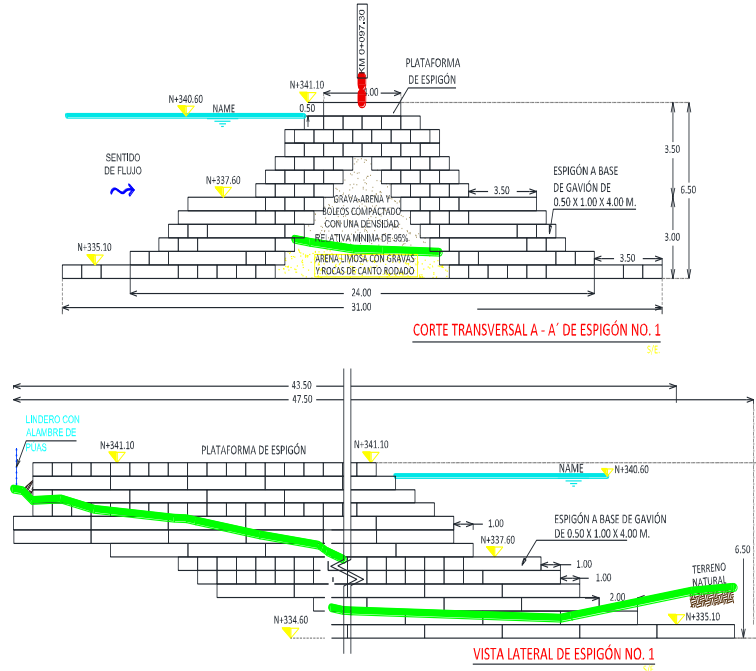 KM 0+097.30
N+341.10
PLATAFORMA
DE ESPIGÓN
N+340.60
NAME
0.50
SENTIDO
DE FLUJO
N+337.60
3.50
ESPIGÓN A BASE
DE GAVIÓN DE
0.50 X 1.00 X 4.00 M.
3.50
6.50
3.00
GRAVA-ARENA Y
BOLEOS COMPACTADO
CON UNA DENSIDAD
RELATIVA MINIMA DE 95%
N+335.10
ARENA LIMOSA CON GRAVAS
Y ROCAS DE CANTO RODADO
3.50
24.00
31.00
CORTE TRANSVERSAL A - A´ DE ESPIGÓN NO. 1
S/E
43.50
47.50
LINDERO CON
ALAMBRE DE
PUAS
N+341.10
PLATAFORMA DE ESPIGÓN
N+341.10
NAME
N+340.60
1.00
ESPIGÓN A BASE DE GAVIÓN
DE 0.50 X 1.00 X 4.00 M.
N+337.60
1.00
1.00
6.50
TERRENO
NATURAL
2.00
N+334.60
N+335.10
VISTA LATERAL DE ESPIGÓN NO. 1